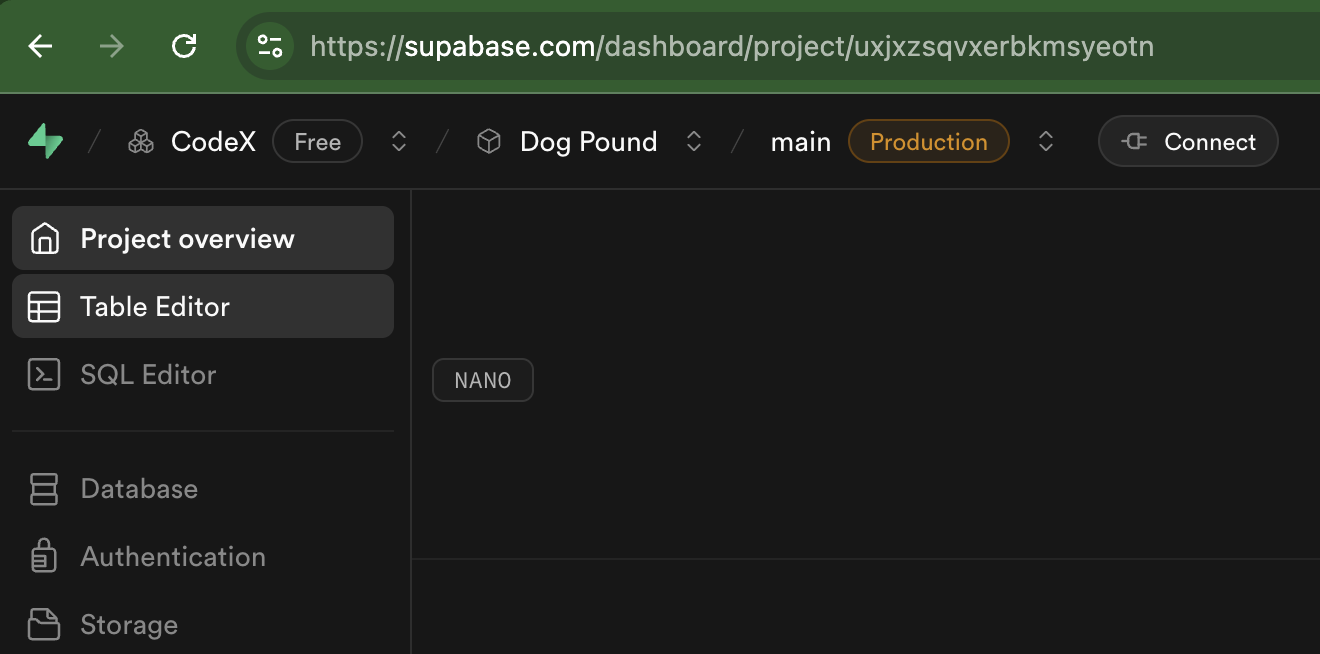 https://supabase.com/dashboard/project/uxjxzsqvxerbkmsyeotn
CodeX Free Dog Pound main Production Connect
Project overview
Table Editor
SQL Editor
NANO
Database
Authentication
Storage